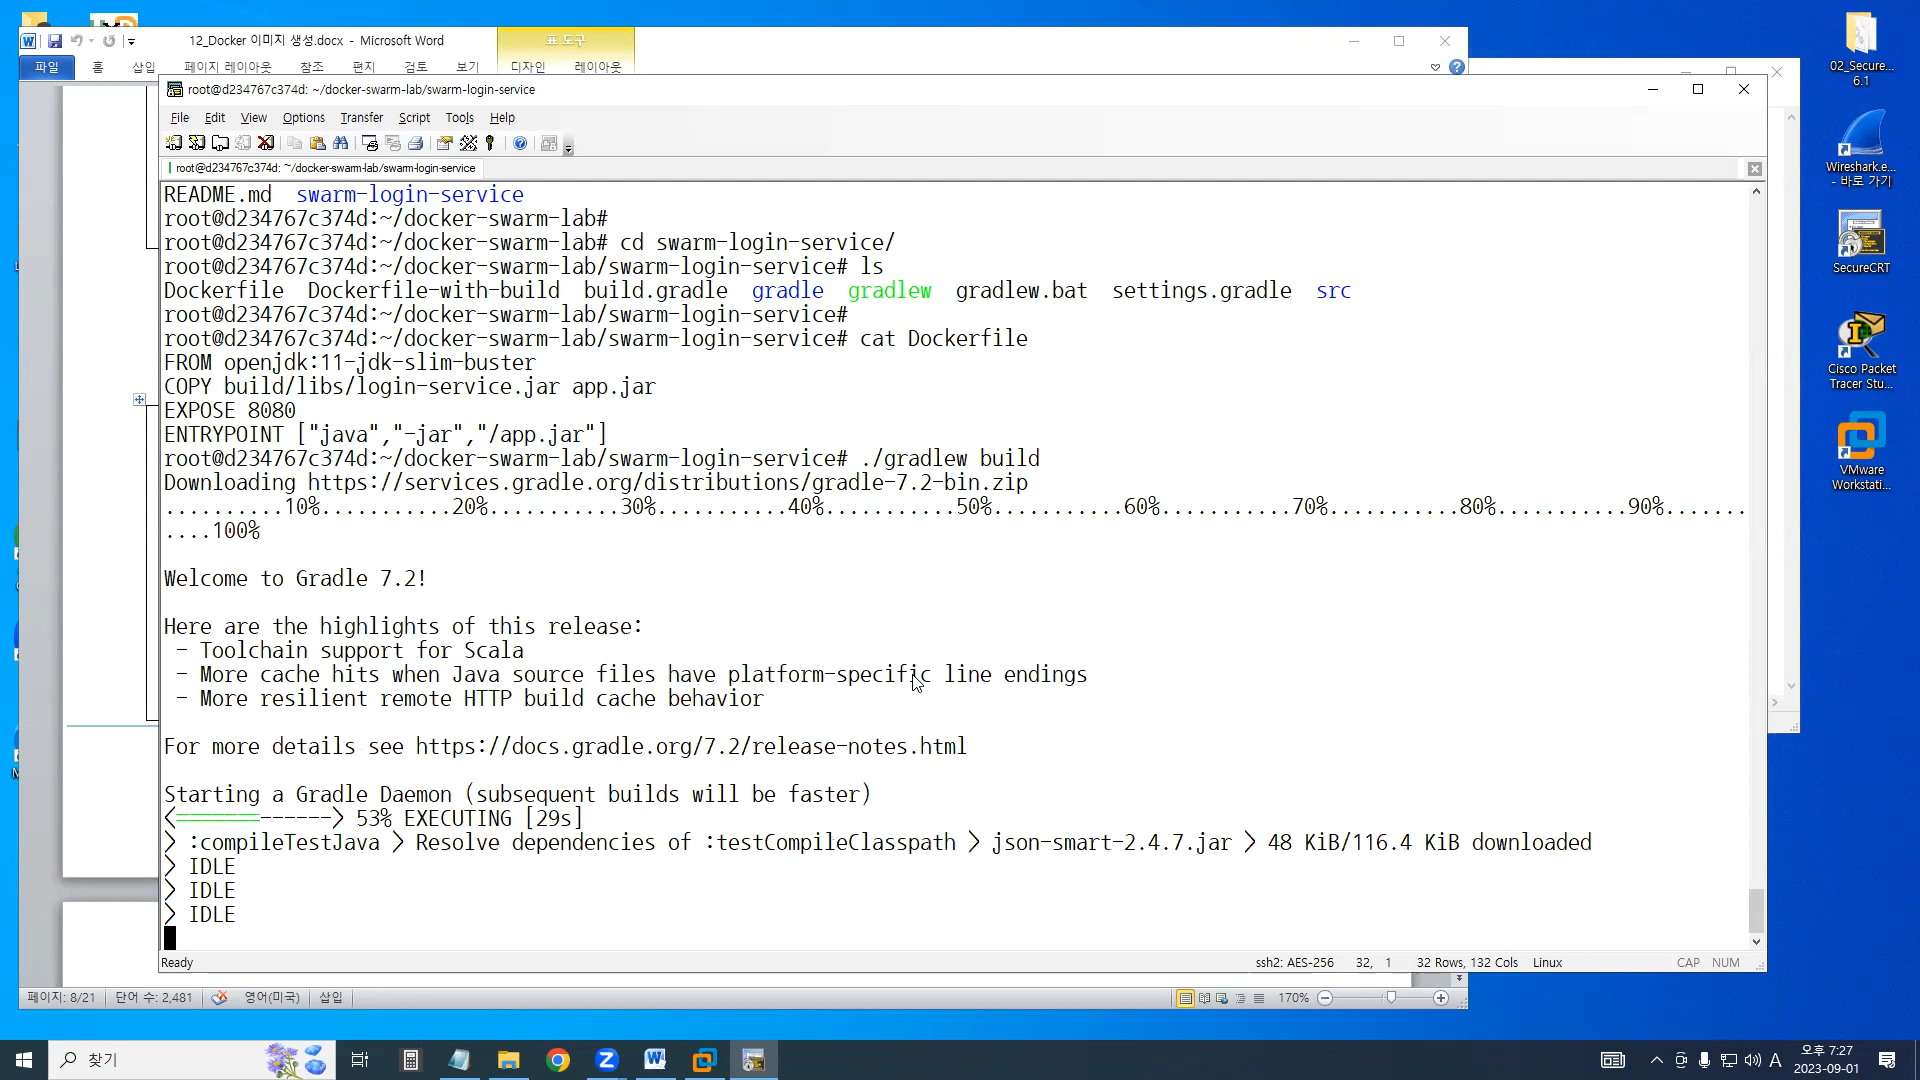 12_Docker 이미지 생성.docx - Microsoft Word
표 도구
파일 홈 삽입 페이지 레이아웃 참조 편지 검토 보기 디자인 레이아웃
root@d234767c374d: ~/docker-swarm-lab/swarm-login-service
File Edit View Options Transfer Script Tools Help
root@d234767c374d: ~/docker-swarm-lab/swarm-login-service
README.md  swarm-login-service
root@d234767c374d:~/docker-swarm-lab#
root@d234767c374d:~/docker-swarm-lab# cd swarm-login-service/
root@d234767c374d:~/docker-swarm-lab/swarm-login-service# ls
Dockerfile  Dockerfile-with-build  build.gradle  gradle  gradlew  gradlew.bat  settings.gradle  src
root@d234767c374d:~/docker-swarm-lab/swarm-login-service#
root@d234767c374d:~/docker-swarm-lab/swarm-login-service# cat Dockerfile
FROM openjdk:11-jdk-slim-buster
COPY build/libs/login-service.jar app.jar
EXPOSE 8080
ENTRYPOINT ["java","-jar","/app.jar"]
root@d234767c374d:~/docker-swarm-lab/swarm-login-service# ./gradlew build
Downloading https://services.gradle.org/distributions/gradle-7.2-bin.zip
..........10%...........20%...........30%...........40%...........50%...........60%...........70%...........80%...........90%.......
....100%
Welcome to Gradle 7.2!
Here are the highlights of this release:
 - Toolchain support for Scala
 - More cache hits when Java source files have platform-specific line endings
 - More resilient remote HTTP build cache behavior
For more details see https://docs.gradle.org/7.2/release-notes.html
Starting a Gradle Daemon (subsequent builds will be faster)
<=======------> 53% EXECUTING [29s]
> :compileTestJava > Resolve dependencies of :testCompileClasspath > json-smart-2.4.7.jar > 48 KiB/116.4 KiB downloaded
> IDLE
> IDLE
> IDLE
Ready ssh2: AES-256 32, 1 32 Rows, 132 Cols Linux CAP NUM
페이지: 8/21 단어 수: 2,481 영어(미국) 삽입 170%
02_Secure...
6.1
Wireshark.e...
- 바로 가기
SecureCRT
Cisco Packet
Tracer Stu...
VMware
Workstati...
찾기
A
오후 7:27
2023-09-01